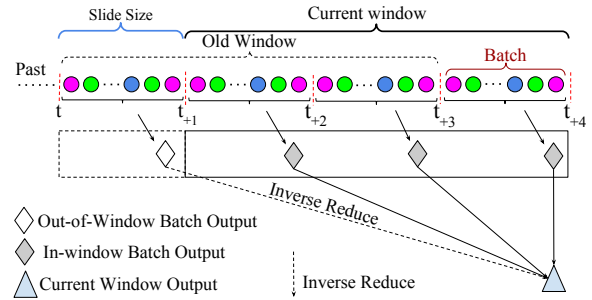 Slide Size
Current window
Old Window
Batch
Past
t
t+1
t+2
t+3
t+4
Inverse Reduce
Out-of-Window Batch Output
In-window Batch Output
Current Window Output
Inverse Reduce